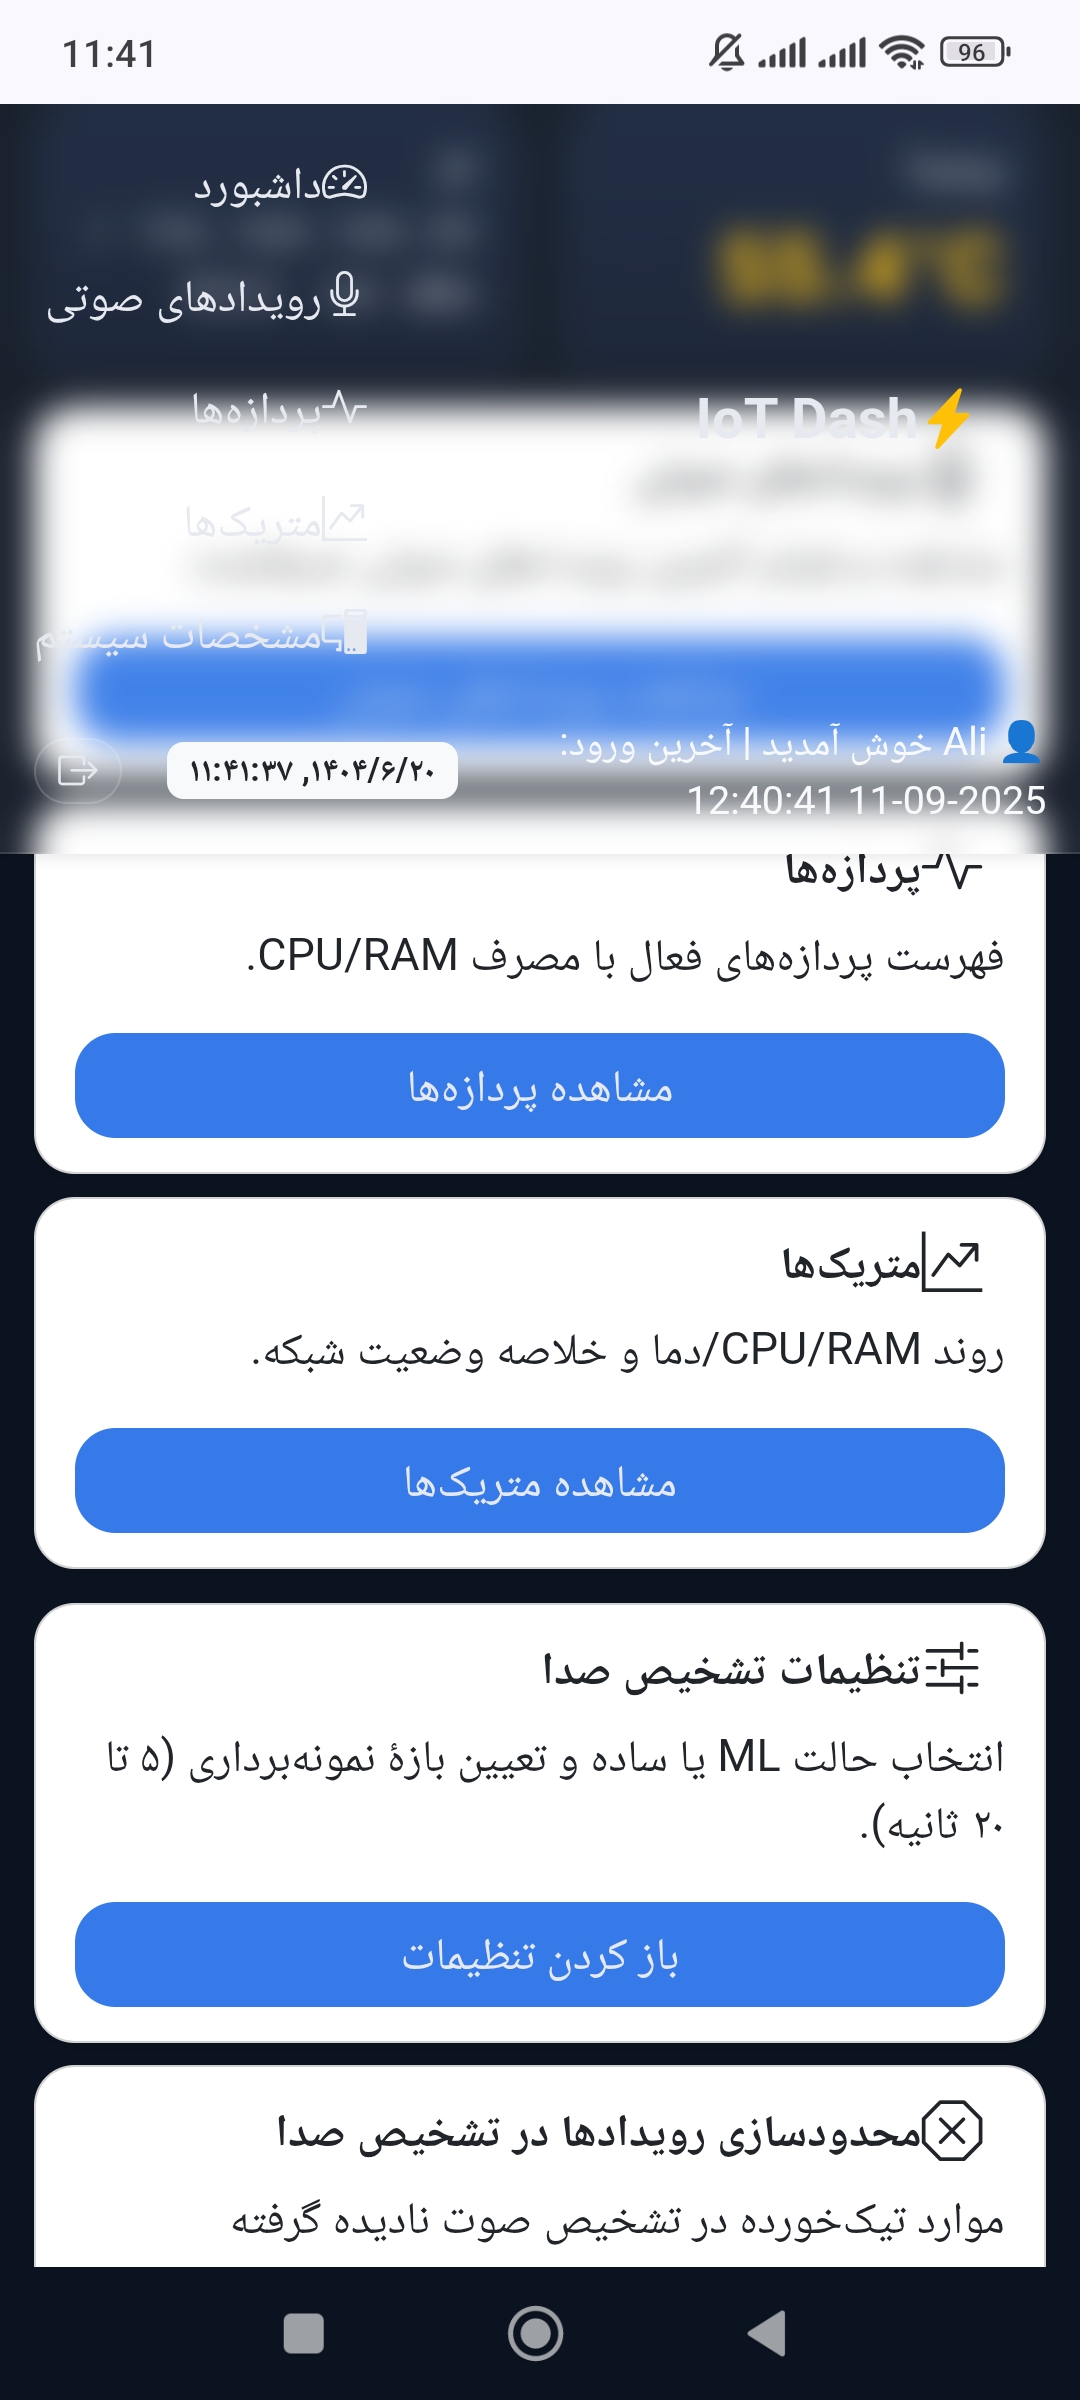 11:41
96
داشبورد
رویدادهای صوتی
پردازه‌ها
IoT Dash
متریک‌ها
مشخصات سیستم
Ali خوش آمدید | آخرین ورود:
12:40:41 11-09-2025
۱۴۰۴/۶/۲۰, ۱۱:۴۱:۳۷
55.4°C
پردازه‌ها
فهرست پردازه‌های فعال با مصرف CPU/RAM.
مشاهده پردازه‌ها
متریک‌ها
روند CPU/RAM/دما و خلاصه وضعیت شبکه.
مشاهده متریک‌ها
تنظیمات تشخیص صدا
انتخاب حالت ML یا ساده و تعیین بازهٔ نمونه‌برداری (۵ تا
۲۰ ثانیه).
باز کردن تنظیمات
محدودسازی رویدادها در تشخیص صدا
موارد تیک‌خورده در تشخیص صوت نادیده گرفته